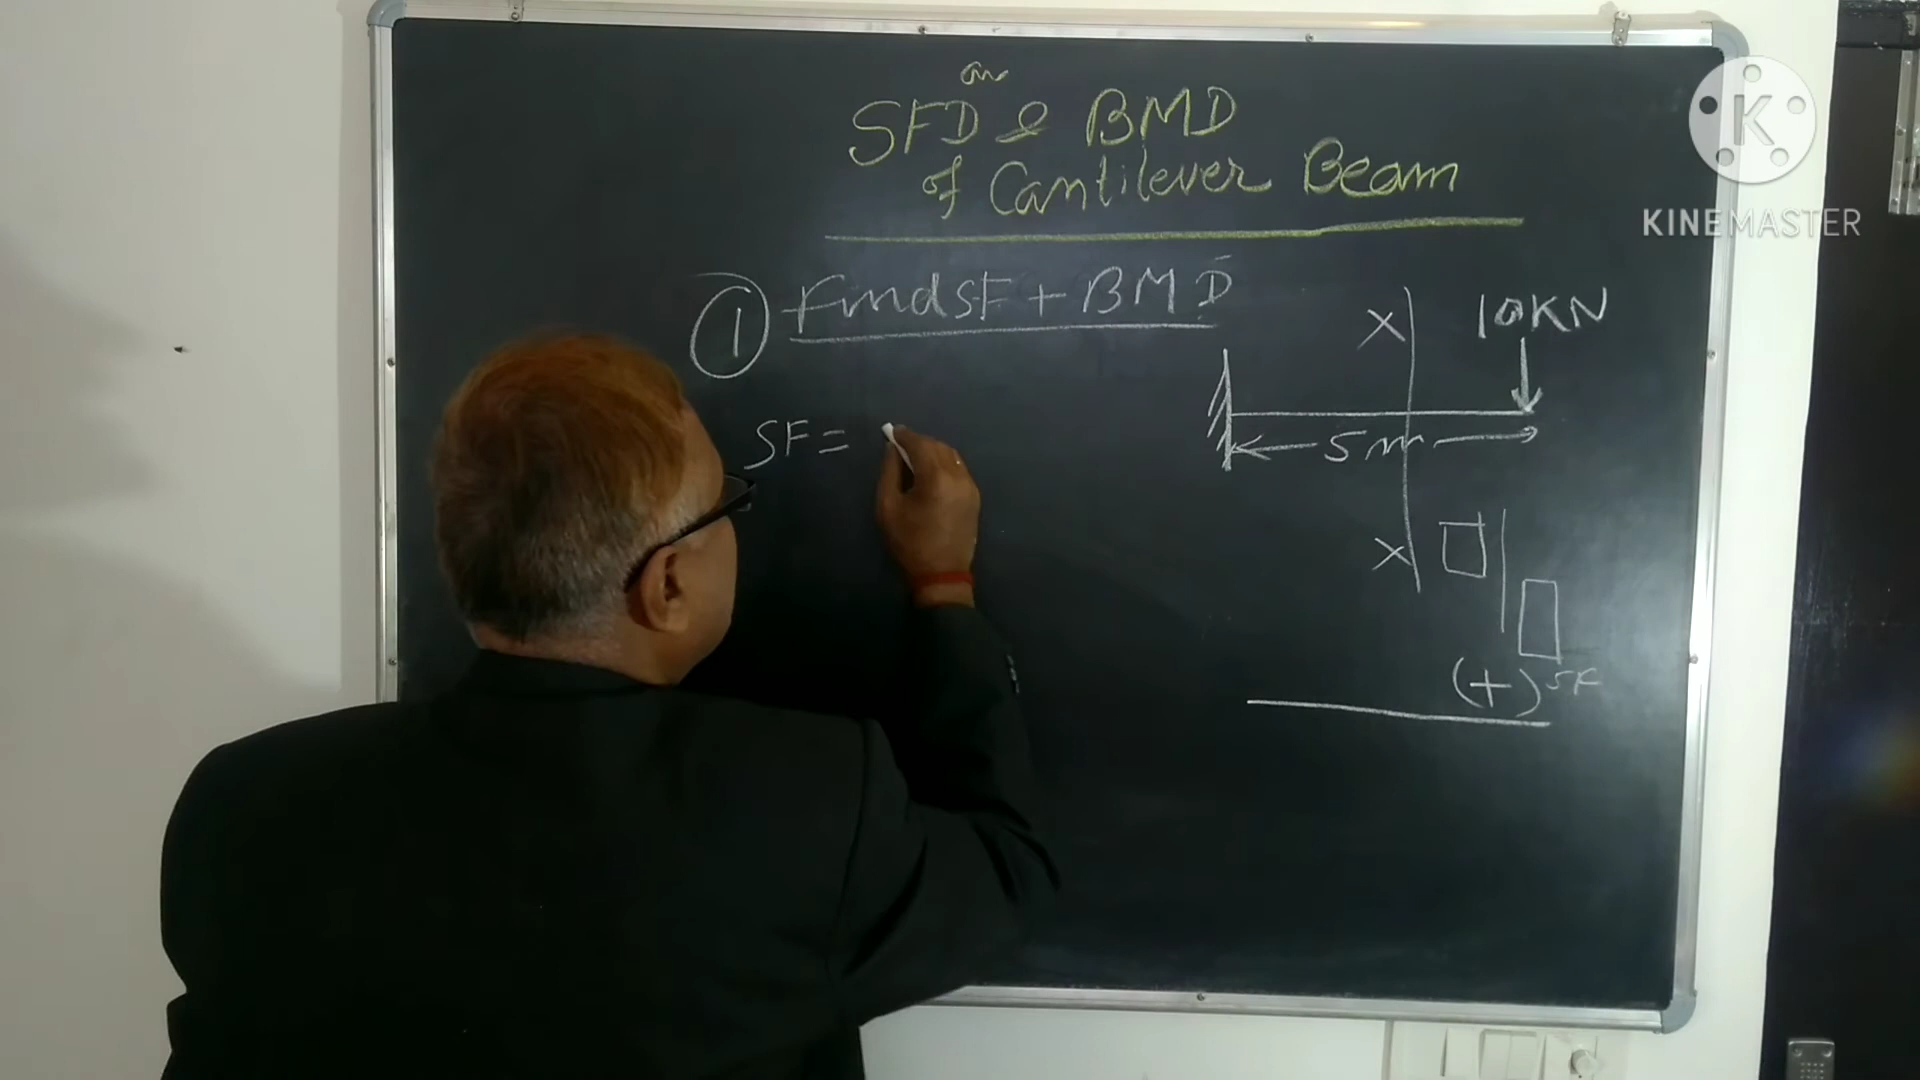 on
SFD & BMD
of Cantilever Beam
① Find SF + BMD
SF =
X
10KN
5m
X
(+) SF
K
KINEMASTER